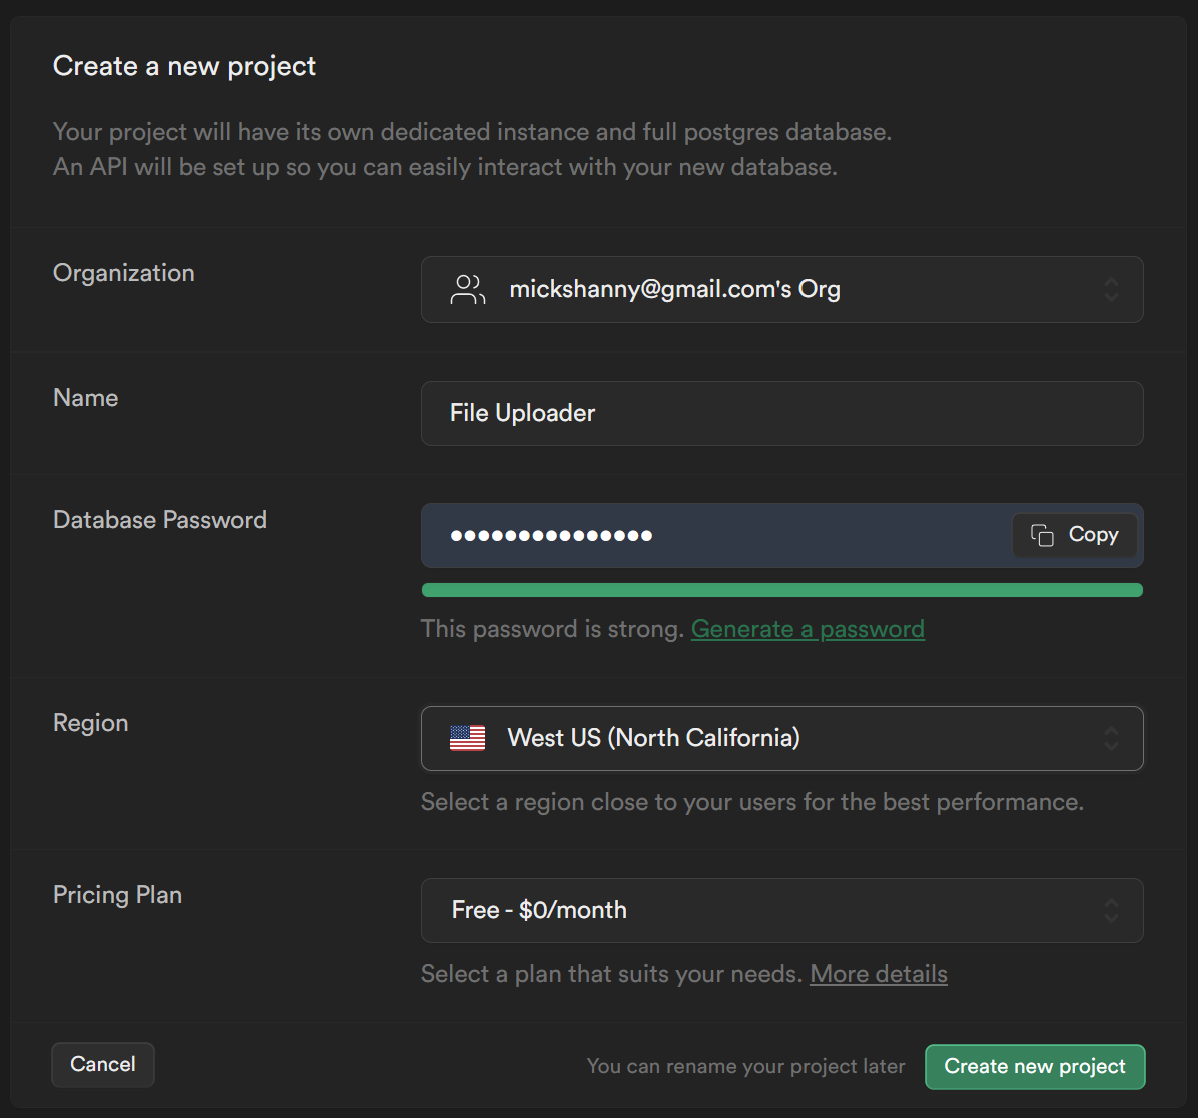 Create a new project
Your project will have its own dedicated instance and full postgres database.
An API will be set up so you can easily interact with your new database.
Organization
mickshanny@gmail.com's Org
Name
File Uploader
Database Password
•••••••••••••••
Copy
This password is strong. Generate a password
Region
West US (North California)
Select a region close to your users for the best performance.
Pricing Plan
Free - $0/month
Select a plan that suits your needs. More details
Cancel
You can rename your project later
Create new project